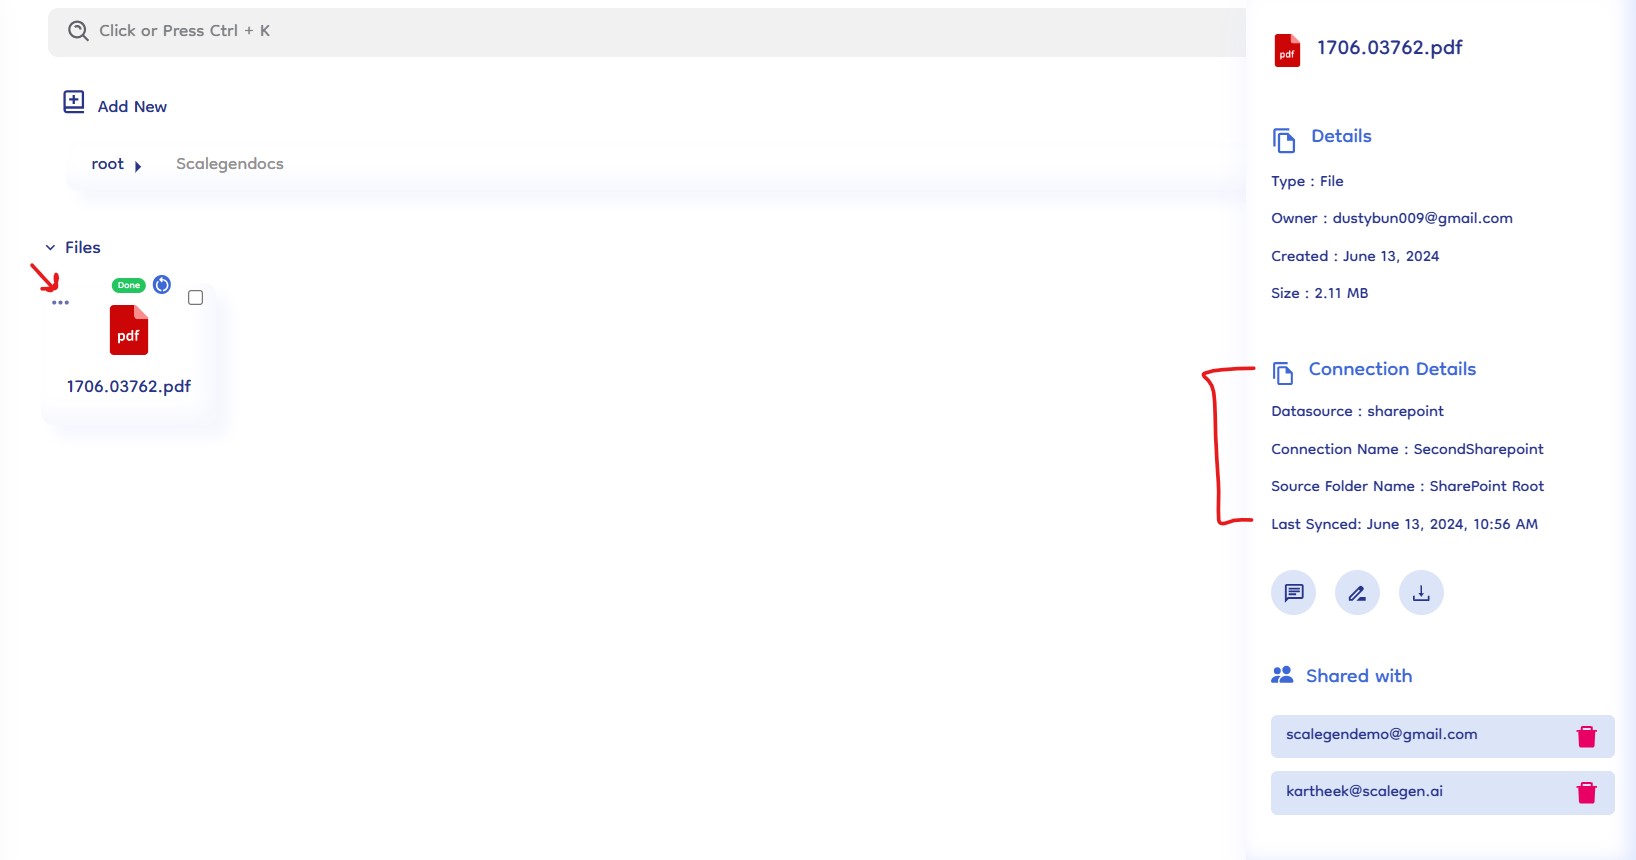 Click or Press Ctrl + K
Add New
root Scalegendocs
Files
Done
pdf
1706.03762.pdf
pdf 1706.03762.pdf
Details
Type : File
Owner : dustybun009@gmail.com
Created : June 13, 2024
Size : 2.11 MB
Connection Details
Datasource : sharepoint
Connection Name : SecondSharepoint
Source Folder Name : SharePoint Root
Last Synced: June 13, 2024, 10:56 AM
Shared with
scalegendemo@gmail.com
kartheek@scalegen.ai